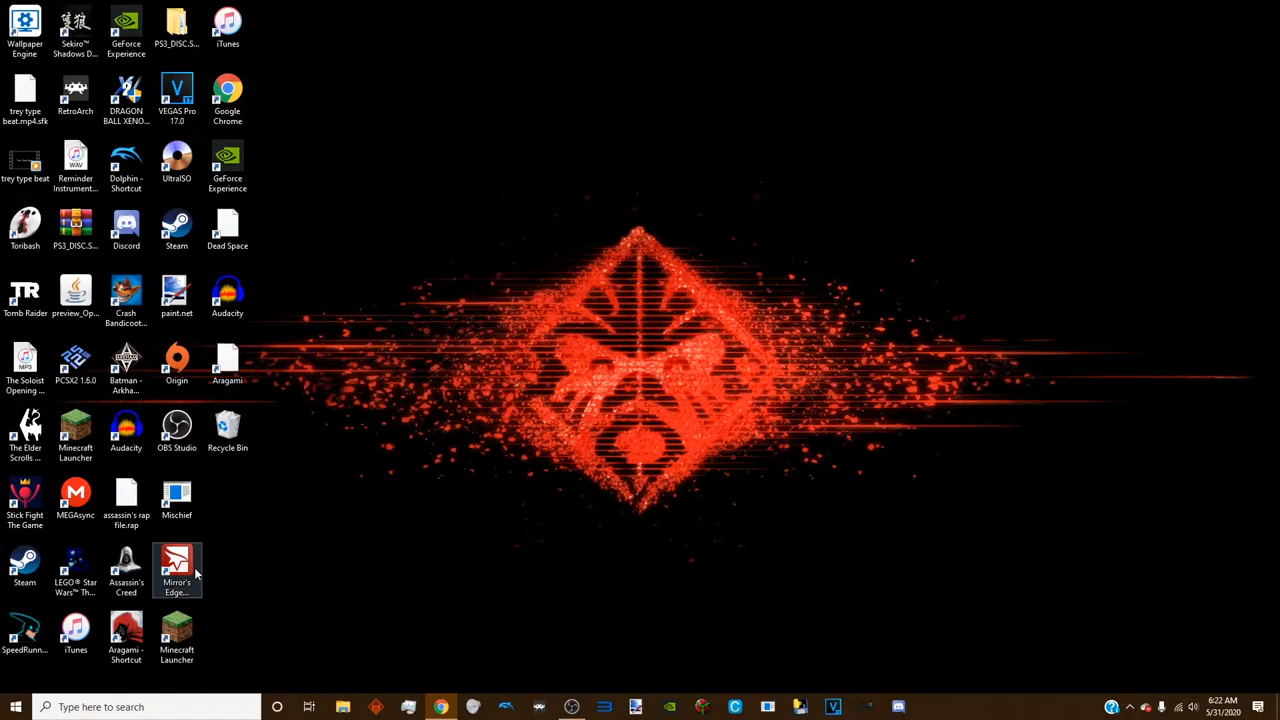 Wallpaper
Engine
Sekiro™
Shadows D...
GeForce
Experience
PS3_DISC.S...
iTunes
trey type
beat.mp4.sfk
RetroArch
DRAGON
BALL XENO...
VEGAS Pro
17.0
Google
Chrome
trey type beat
WAV
Reminder
Instrument...
Dolphin -
Shortcut
UltraISO
GeForce
Experience
Toribash
PS3_DISC.S...
Discord
Steam
Dead Space
TR
Tomb Raider
preview_Op...
Crash
Bandicoot...
paint.net
Audacity
MP3
The Soloist
Opening ...
PCSX2 1.6.0
Batman -
Arkha...
Origin
Aragami
The Elder
Scrolls ...
Minecraft
Launcher
Audacity
OBS Studio
Recycle Bin
Stick Fight
The Game
MEGAsync
assassin's rap
file.rap
Mischief
Steam
LEGO® Star
Wars™ Th...
Assassin's
Creed
Mirror's
Edge...
SpeedRunn...
iTunes
Aragami -
Shortcut
Minecraft
Launcher
Type here to search
6:22 AM
5/31/2020